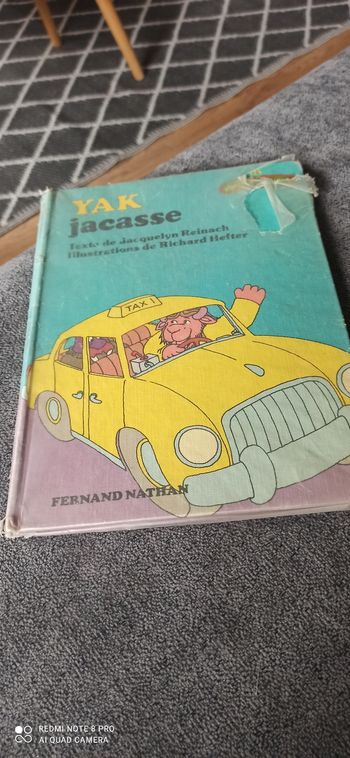 YAK
jacasse
Texte de Jacquelyn Reinach
Illustrations de Richard Hefter
TAXI
FERNAND NATHAN
REDMI NOTE 8 PRO
AI QUAD CAMERA